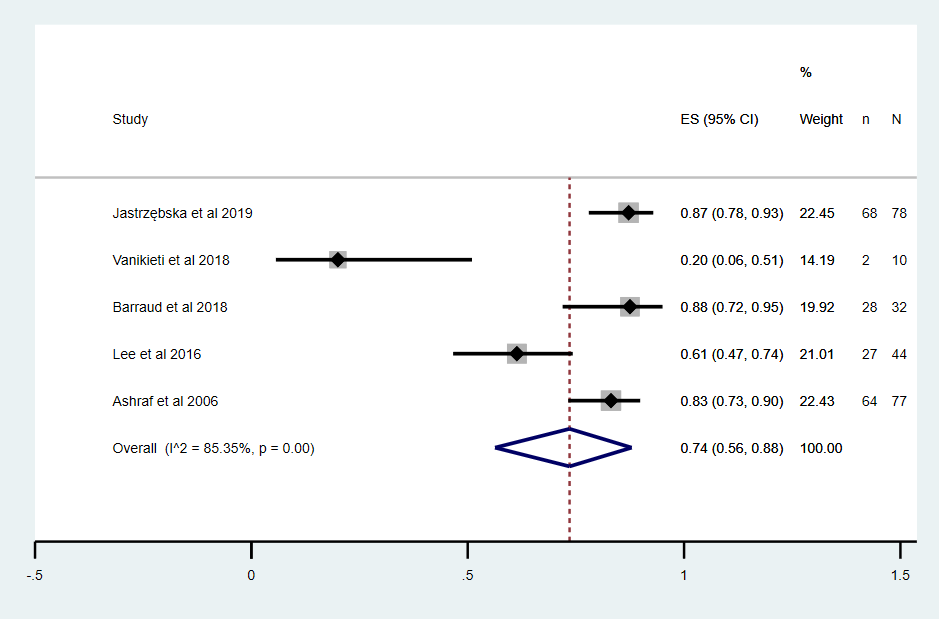 %
Study ES (95% CI) Weight n N
Jastrzębska et al 2019 0.87 (0.78, 0.93) 22.45 68 78
Vanikieti et al 2018 0.20 (0.06, 0.51) 14.19 2 10
Barraud et al 2018 0.88 (0.72, 0.95) 19.92 28 32
Lee et al 2016 0.61 (0.47, 0.74) 21.01 27 44
Ashraf et al 2006 0.83 (0.73, 0.90) 22.43 64 77
Overall (I^2 = 85.35%, p = 0.00) 0.74 (0.56, 0.88) 100.00
-.5 0 .5 1 1.5